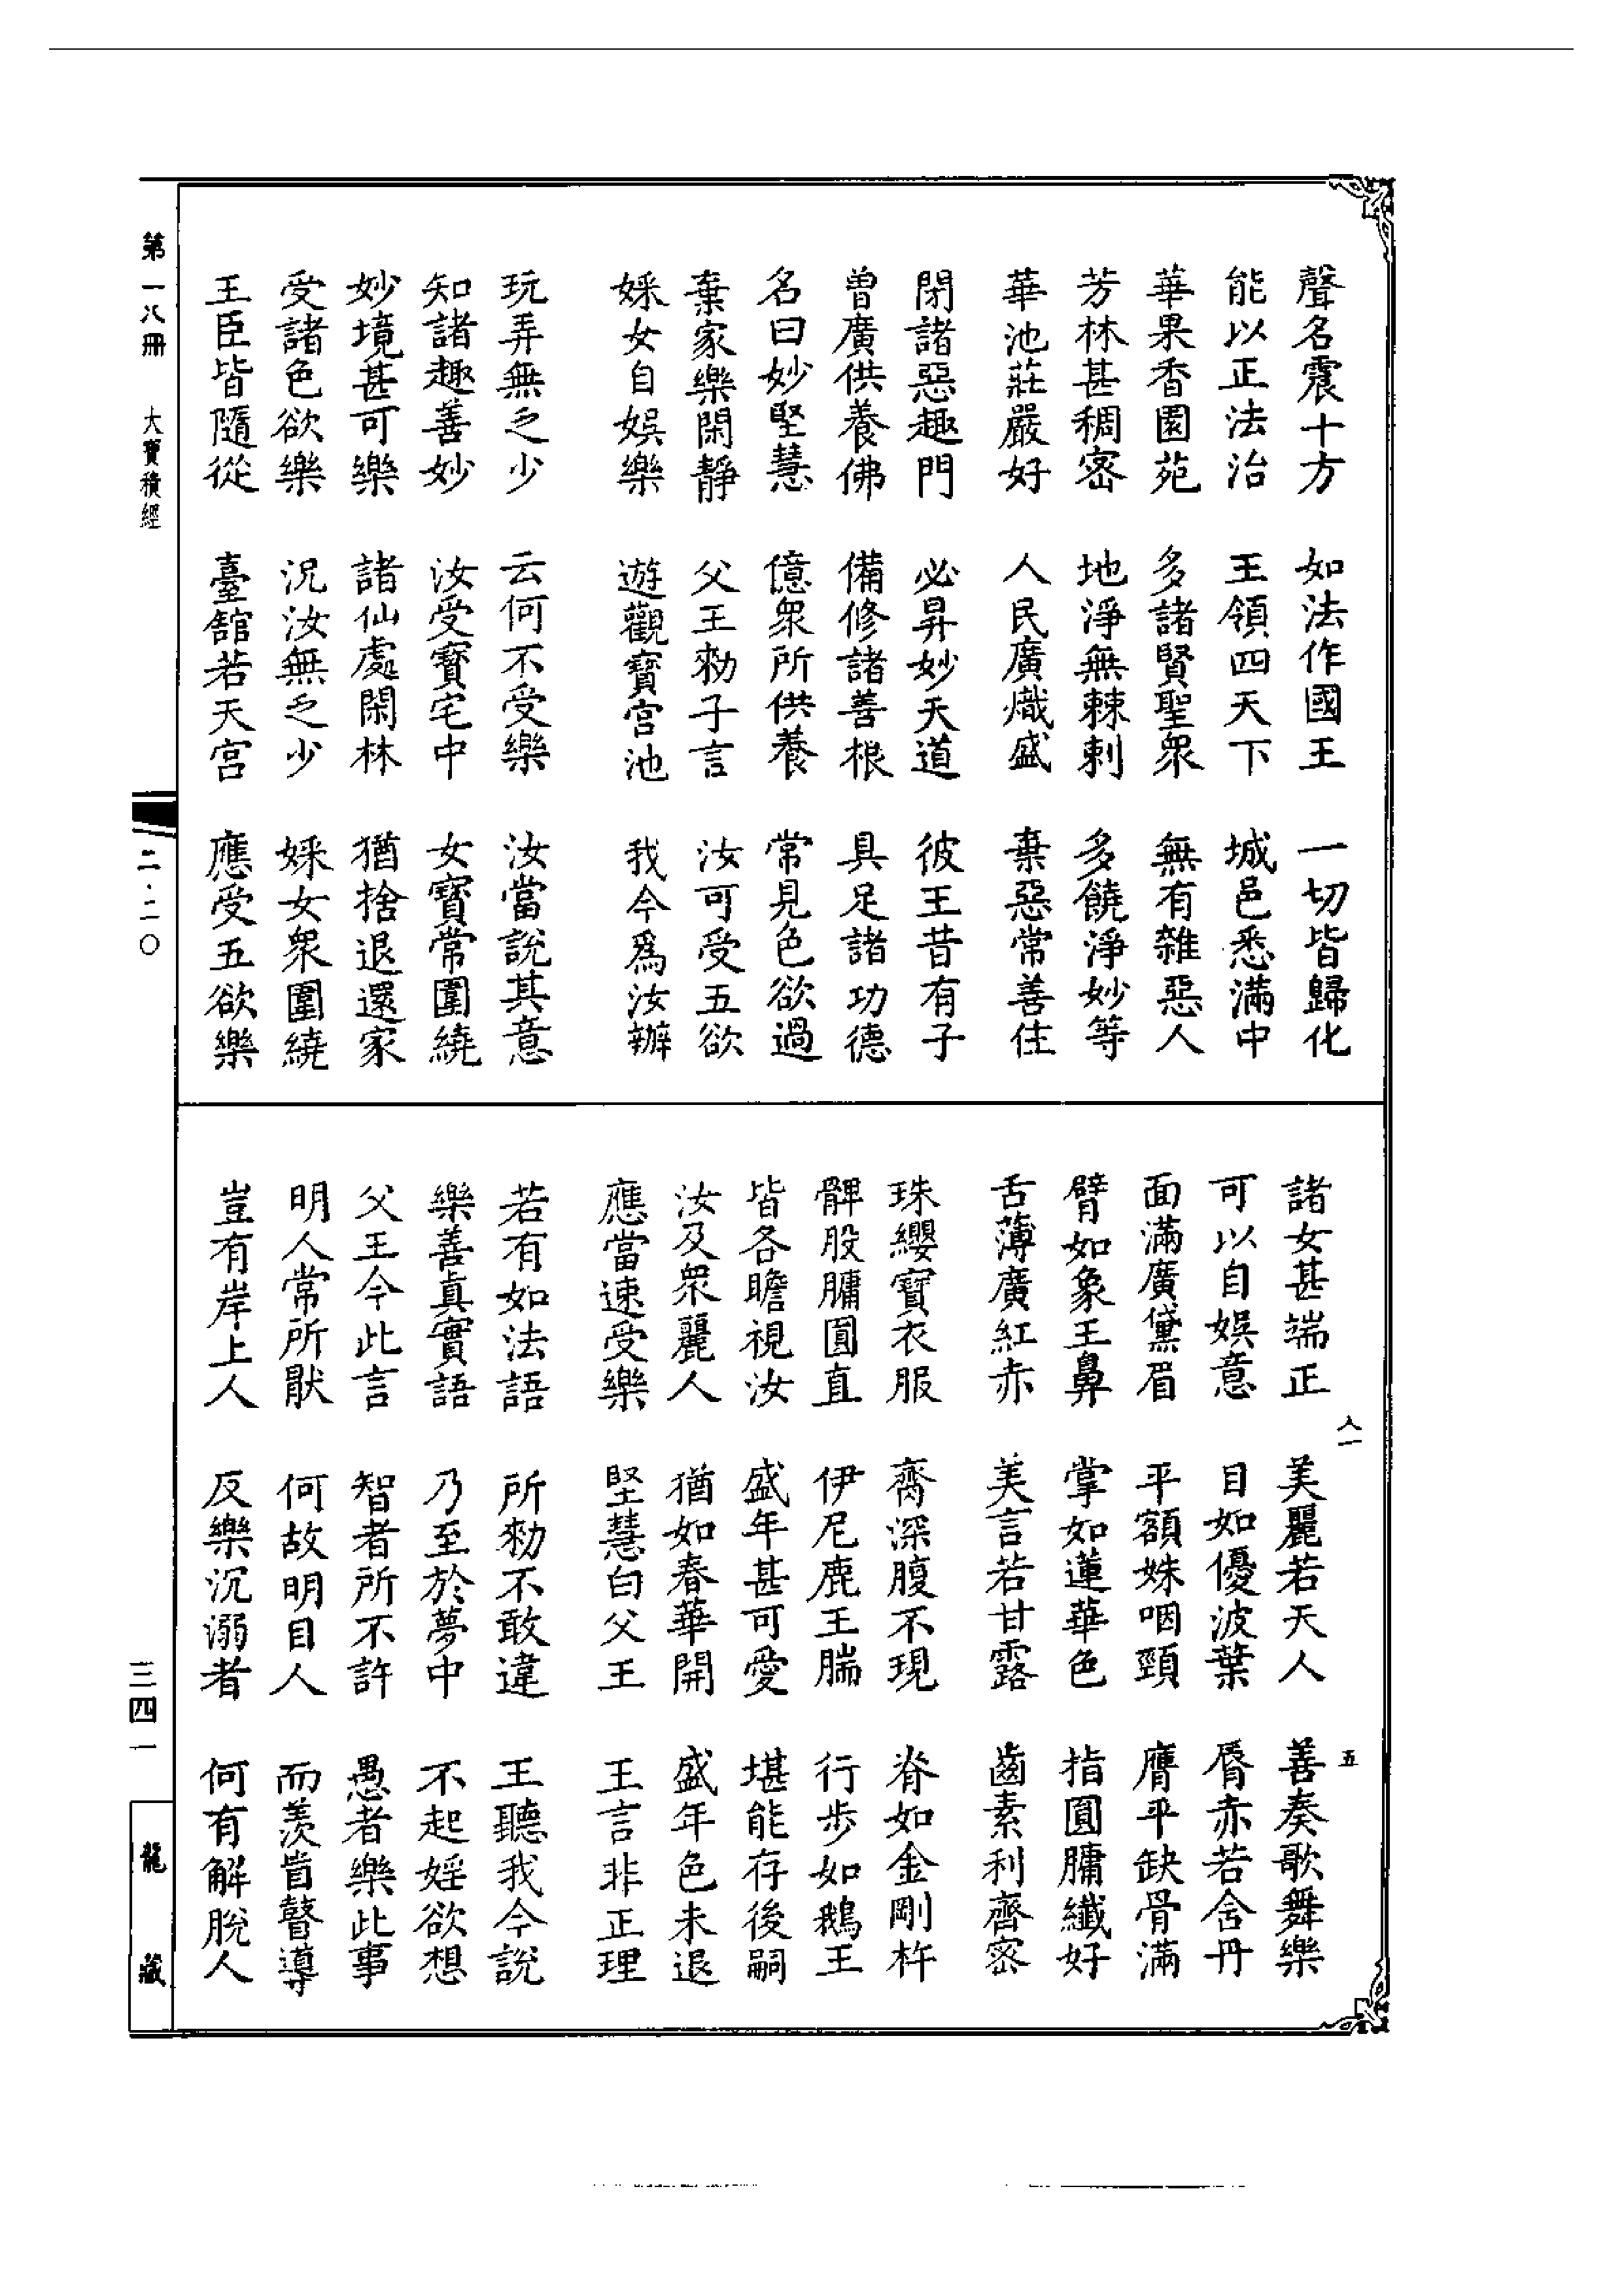 聲名震十方　如法作國王　一切皆歸化
能以正法治　王領四天下　城邑悉滿中
華果香園苑　多諸賢聖衆　無有雜惡人
芳林甚稠密　地淨無棘刺　多饒淨妙等
華池莊嚴好　人民廣熾盛　棄惡常善住
閉諸惡趣門　必昇妙天道　彼王昔有子
曾廣供養佛　備修諸善根　具足諸功德
名曰妙堅慧　億衆所供養　常見色欲過
棄家樂閑靜　父王勑子言　汝可受五欲
婇女自娛樂　遊觀寶宮池　我今爲汝辦
玩弄無乏少　云何不受樂　汝當說其意
知諸趣善妙　汝受寳宅中　女寳常圍繞
妙境甚可樂　諸仙處閑林　猶捨退還家
受諸色欲樂　況汝無乏少　婇女衆圍繞
王臣皆隨從　臺舘若天宮　應受五欲樂
諸女甚端正　美麗若天人　善奏歌舞樂
可以自娛意　目如優波葉　脣赤若含丹
面滿廣黛眉　平額姝咽頸　膺平缺骨滿
臂如象王鼻　掌如蓮華色　指圓𦟛纖好
舌薄廣紅赤　美言若甘露　齒素利齊密
珠纓寳衣服　臍深腹不現　脊如金剛杵
髀股𦟛圓直　伊尼鹿王腨　行步如鵝王
皆各瞻視汝　盛年甚可愛　堪能存後嗣
汝及衆麗人　猶如春華開　盛年色未退
應當速受樂　堅慧白父王　王言非正理
若有如法語　所勑不敢違　王聽我今說
樂善真實語　乃至於夢中　不起婬欲想
父王今此言　智者所不許　愚者樂此事
明人常所猒　何故明目人　而羨盲瞽導
豈有岸上人　反樂沉溺者　何有解脫人
人一
五
第一八冊　大寶積經
二·二〇
三四一
龍藏